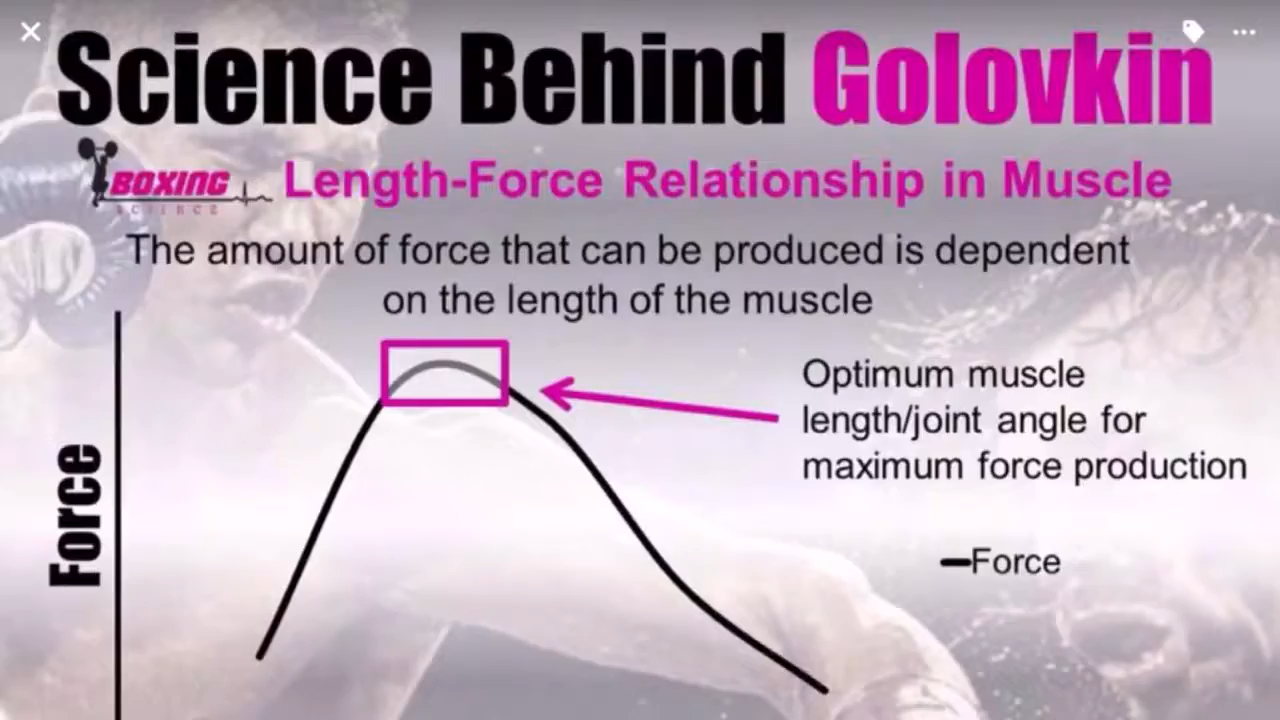 Science Behind Golovkin
BOXING
SCIENCE
Length-Force Relationship in Muscle
The amount of force that can be produced is dependent
on the length of the muscle
Optimum muscle
length/joint angle for
maximum force production
Force
Force